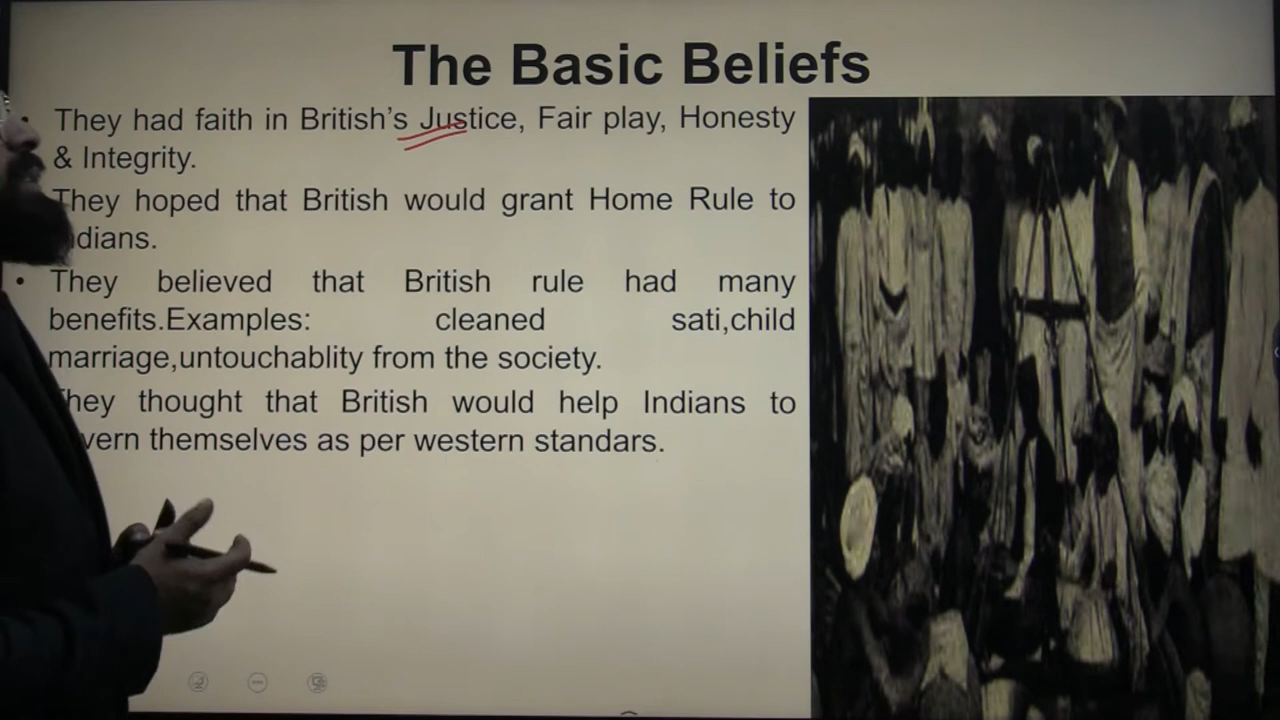 The Basic Beliefs
They had faith in British's Justice, Fair play, Honesty
& Integrity.
They hoped that British would grant Home Rule to
ndians.
• They believed that British rule had many
benefits.Examples: cleaned sati,child
marriage,untouchablity from the society.
They thought that British would help Indians to
vern themselves as per western standars.